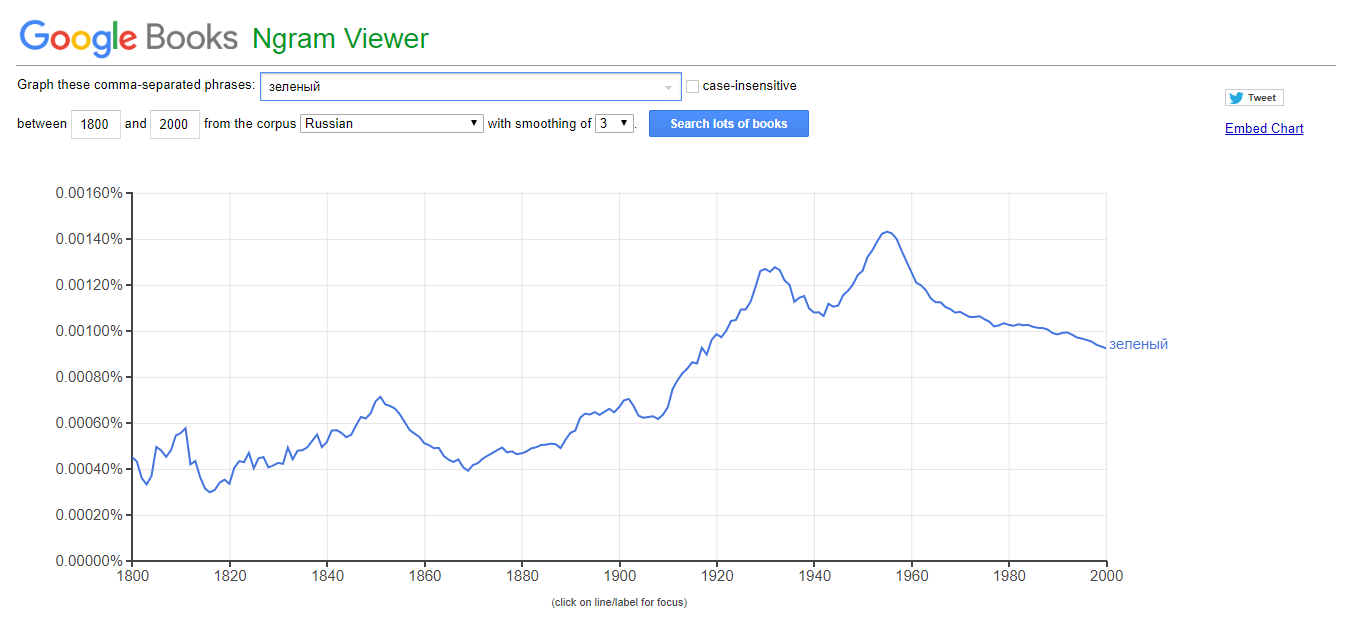 Google Books Ngram Viewer
Graph these comma-separated phrases: зеленый case-insensitive
between 1800 and 2000 from the corpus Russian with smoothing of 3. Search lots of books
Tweet
Embed Chart
0.00160%
0.00140%
0.00120%
0.00100%
0.00080%
0.00060%
0.00040%
0.00020%
0.00000%
зеленый
1800 1820 1840 1860 1880 1900 1920 1940 1960 1980 2000
(click on line/label for focus)